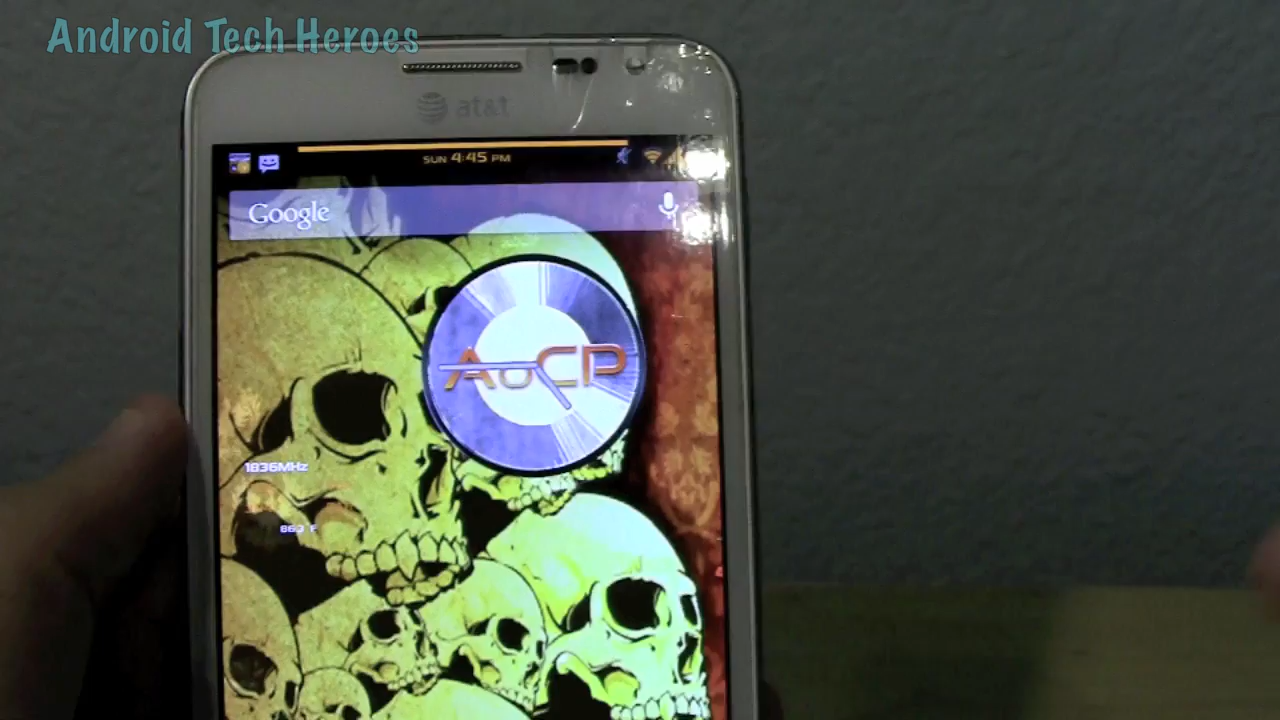 Android Tech Heroes
at&t
SUN 4:45 PM
Google
AOCP
1836MHz